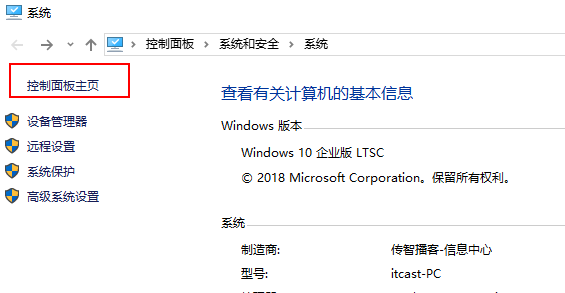 系统
控制面板 > 系统和安全 > 系统
控制面板主页
设备管理器
远程设置
系统保护
高级系统设置
查看有关计算机的基本信息
Windows 版本
Windows 10 企业版 LTSC
© 2018 Microsoft Corporation。保留所有权利。
系统
制造商: 传智播客-信息中心
型号: itcast-PC